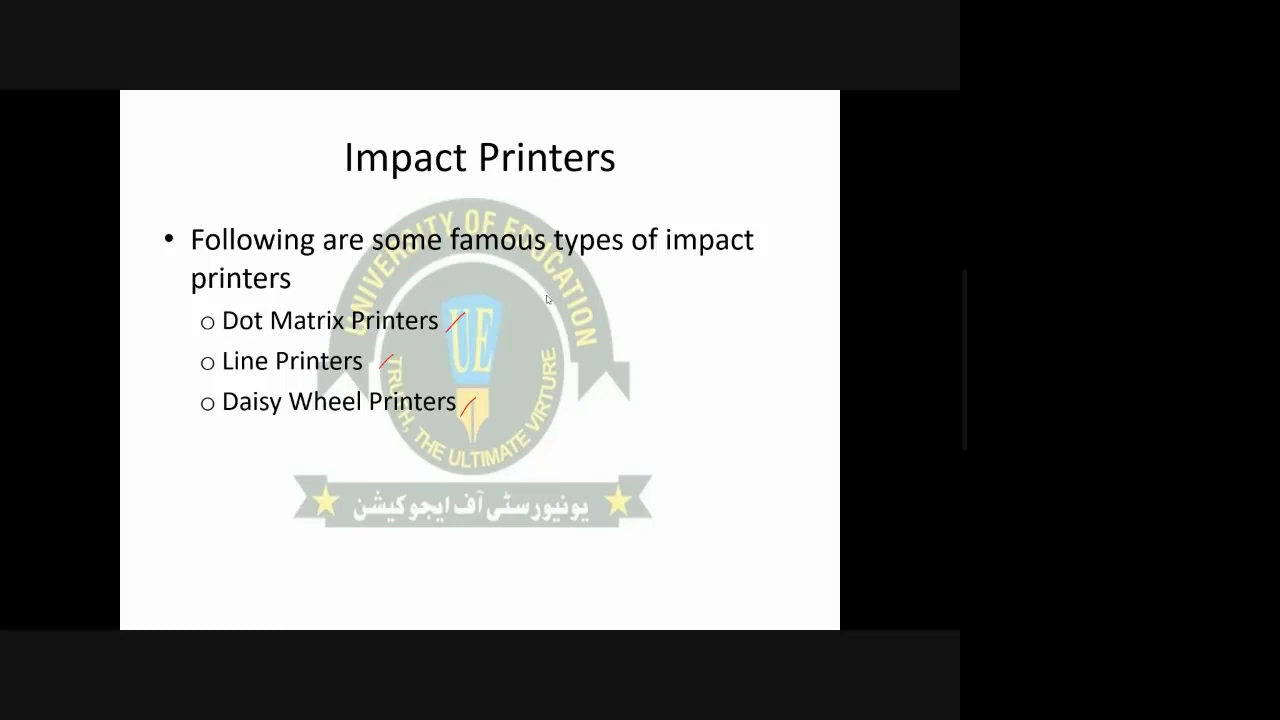 Impact Printers
• Following are some famous types of impact
printers
o Dot Matrix Printers
o Line Printers
o Daisy Wheel Printers
UNIVERSITY OF EDUCATION
UE
TRUTH, THE ULTIMATE VIRTURE
یونیورسٹی آف ایجوکیشن